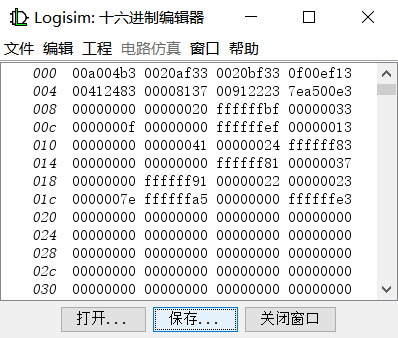 Logisim: 十六进制编辑器
文件 编辑 工程 电路仿真 窗口 帮助
000 00a004b3 0020af33 0020bf33 0f00ef13
004 00412483 00008137 00912223 7ea500e3
008 00000000 00000020 ffffffbf 00000033
00c 0000000f 00000000 ffffffef 00000013
010 00000000 00000041 00000024 ffffff83
014 00000000 00000000 ffffff81 00000037
018 00000000 ffffff91 00000022 00000023
01c 0000007e ffffffa5 00000000 ffffffe3
020 00000000 00000000 00000000 00000000
024 00000000 00000000 00000000 00000000
028 00000000 00000000 00000000 00000000
02c 00000000 00000000 00000000 00000000
030 00000000 00000000 00000000 00000000
打开... 保存... 关闭窗口